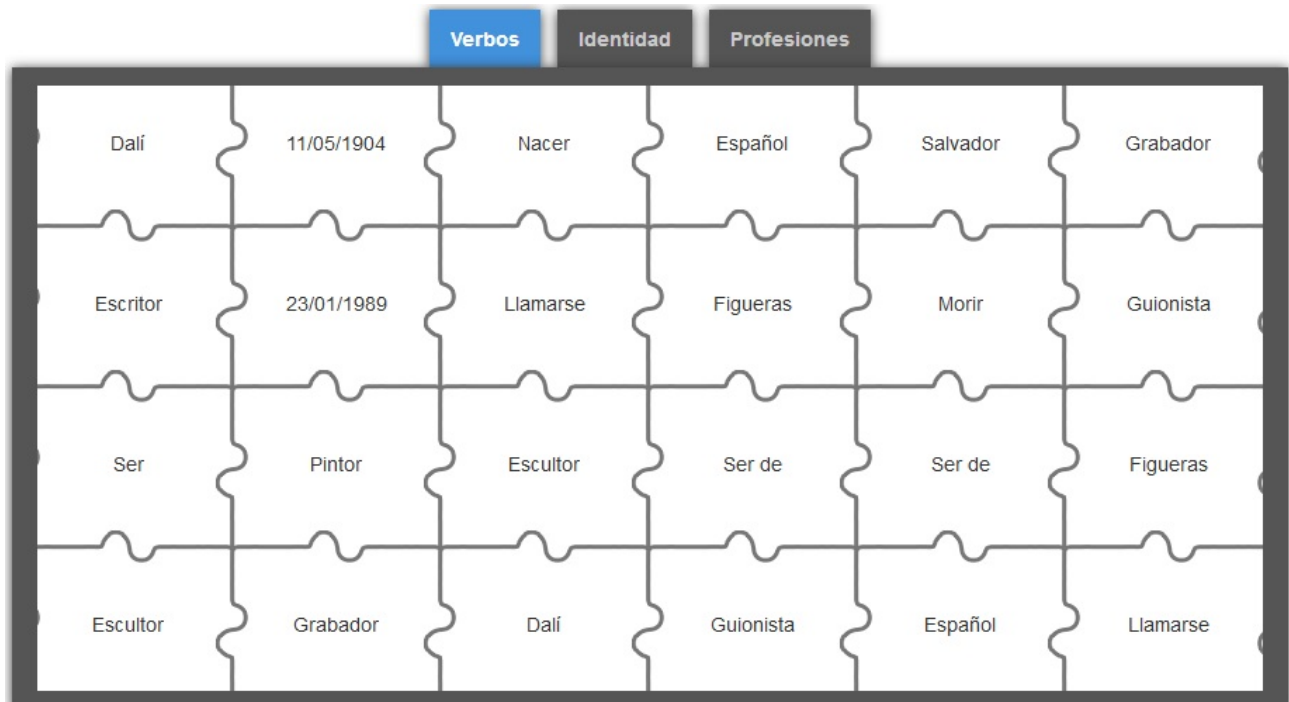 Verbos Identidad Profesiones
Dalí 11/05/1904 Nacer Español Salvador Grabador
Escritor 23/01/1989 Llamarse Figueras Morir Guionista
Ser Pintor Escultor Ser de Ser de Figueras
Escultor Grabador Dalí Guionista Español Llamarse